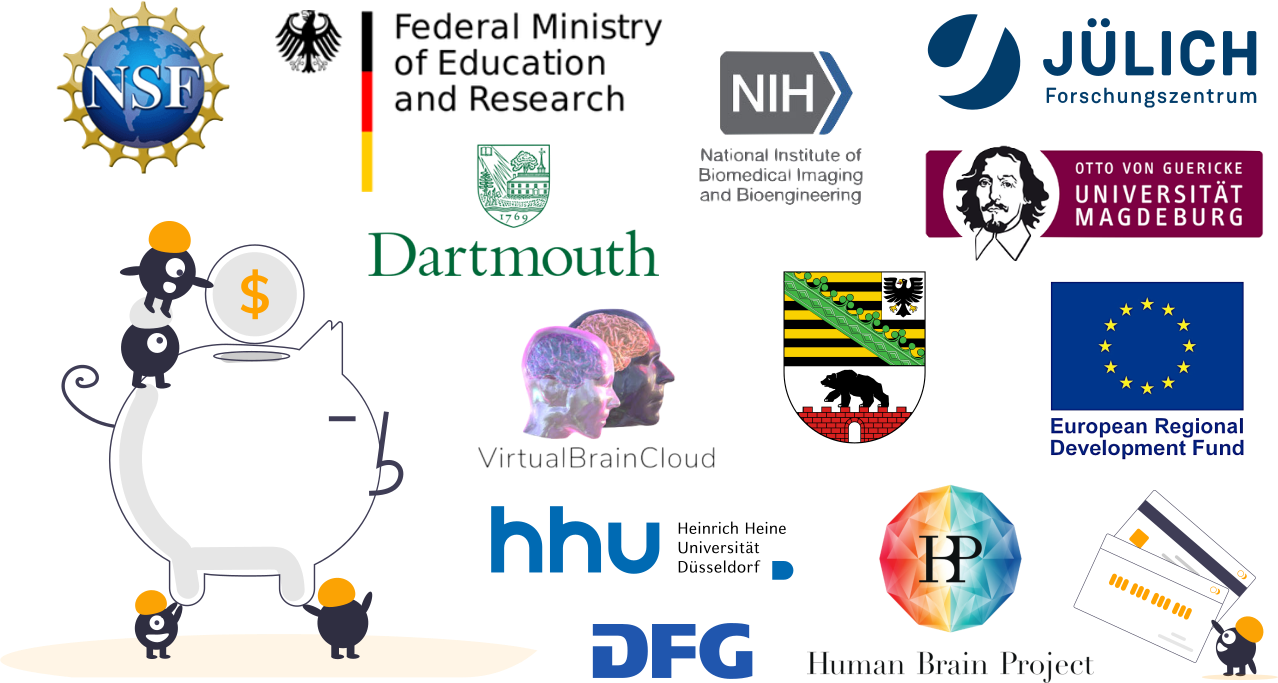 NSF
Federal Ministry
of Education
and Research
NIH
National Institute of
Biomedical Imaging
and Bioengineering
JÜLICH
Forschungszentrum
OTTO VON GUERICKE
UNIVERSITÄT
MAGDEBURG
1769
Dartmouth
$
VirtualBrainCloud
European Regional
Development Fund
hhu
Heinrich Heine
Universität
Düsseldorf
HBP
Human Brain Project
DFG